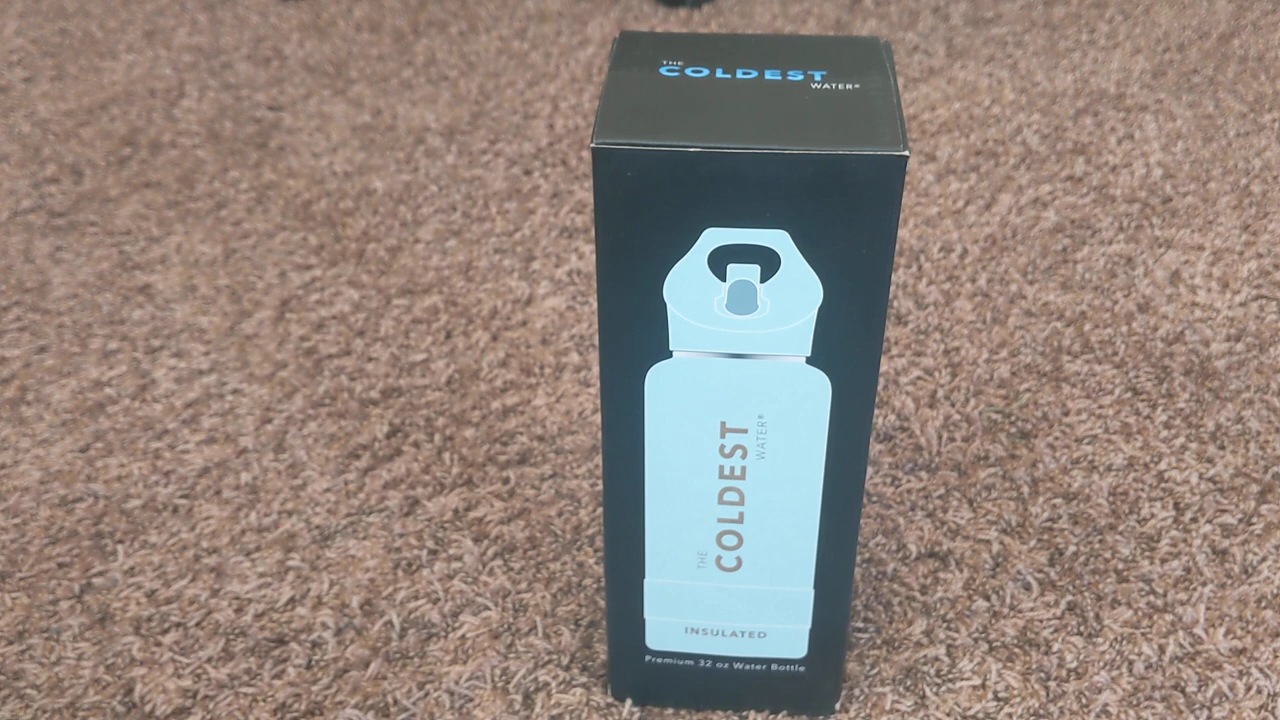 THE
COLDEST
WATER®
THE
COLDEST
WATER®
INSULATED
Premium 32 oz Water Bottle